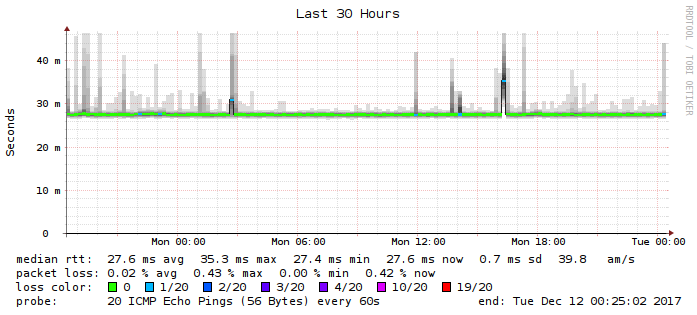 Last 30 Hours
RRDTOOL / TOBI OETIKER
Seconds
40 m
30 m
20 m
10 m
0
Mon 00:00 Mon 06:00 Mon 12:00 Mon 18:00 Tue 00:00
median rtt: 27.6 ms avg 35.3 ms max 27.4 ms min 27.6 ms now 0.7 ms sd 39.8 am/s
packet loss: 0.02 % avg 0.43 % max 0.00 % min 0.42 % now
loss color: 0 1/20 2/20 3/20 4/20 10/20 19/20
probe: 20 ICMP Echo Pings (56 Bytes) every 60s end: Tue Dec 12 00:25:02 2017